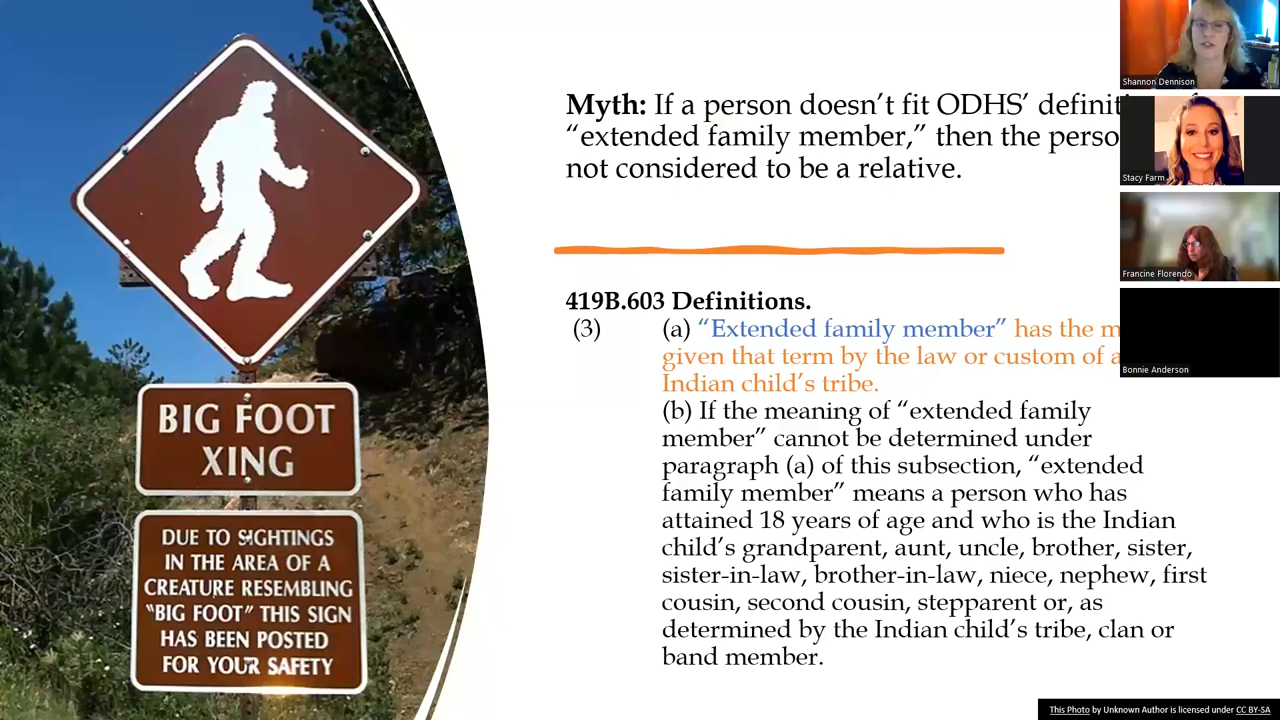 Myth: If a person doesn’t fit ODHS’
“extended family member,” then the
not considered to be a relative.
419B.603 Definitions.
(3) (a) “Extended family member” has the
given that term by the law or custom of
Indian child’s tribe.
(b) If the meaning of “extended family
member” cannot be determined under
paragraph (a) of this subsection, “extended
family member” means a person who has
attained 18 years of age and who is the Indian
child’s grandparent, aunt, uncle, brother, sister,
sister-in-law, brother-in-law, niece, nephew, first
cousin, second cousin, stepparent or, as
determined by the Indian child’s tribe, clan or
band member.
BIG FOOT
XING
DUE TO SIGHTINGS
IN THE AREA OF A
CREATURE RESEMBLING
“BIG FOOT” THIS SIGN
HAS BEEN POSTED
FOR YOUR SAFETY
Shannon Dennison
Stacy Farm
Francine Florendo
Bonnie Anderson
This Photo by Unknown Author is licensed under CC BY-SA